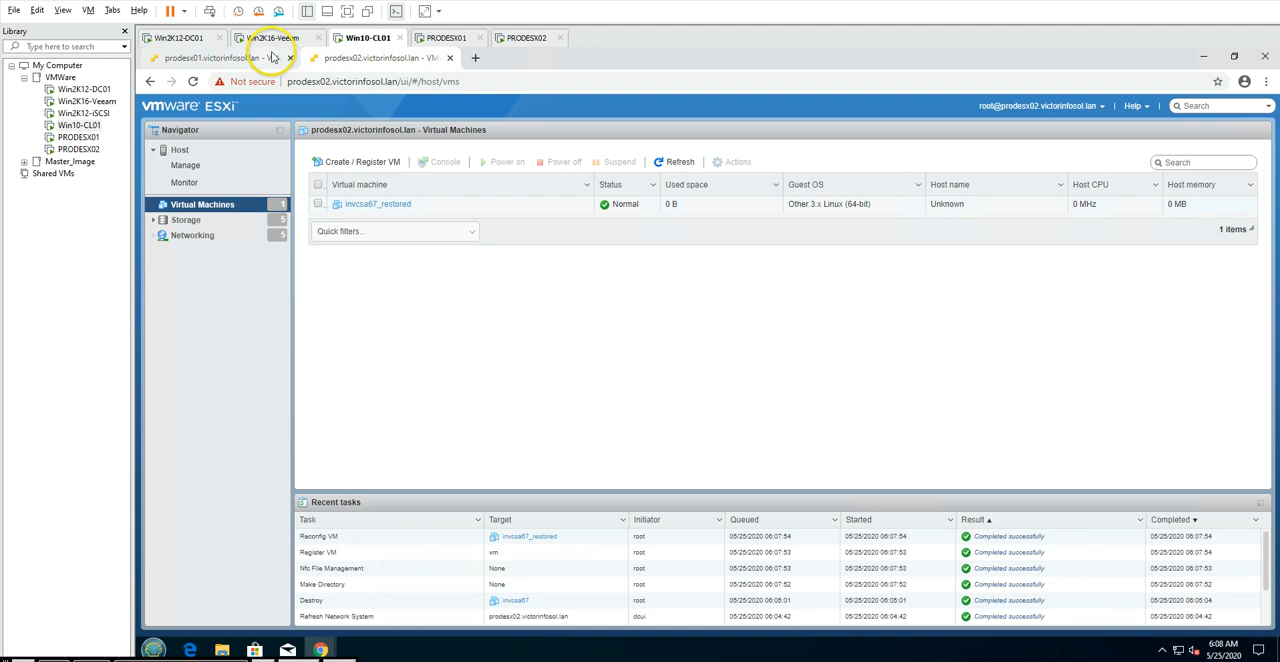 File Edit View VM Tabs Help
Library
Type here to search
My Computer
VMWare
Win2K12-DC01
Win2K16-Veeam
Win2K12-iSCSI
Win10-CL01
PRODESX01
PRODESX02
Master_Image
Shared VMs
Win2K12-DC01 Win2K16-Veeam Win10-CL01 PRODESX01 PRODESX02
prodesx01.victorinfosol.lan - prodesx02.victorinfosol.lan - VM
Not secure prodesx02.victorinfosol.lan/ui/#/host/vms
vmware ESXi root@prodesx02.victorinfosol.lan Help Search
Navigator
Host
Manage
Monitor
Virtual Machines 1
Storage 5
Networking 5
prodesx02.victorinfosol.lan - Virtual Machines
Create / Register VM Console Power on Power off Suspend Refresh Actions Search
Virtual machine Status Used space Guest OS Host name Host CPU Host memory
invcsa67_restored Normal 0 B Other 3.x Linux (64-bit) Unknown 0 MHz 0 MB
Quick filters... 1 items
Recent tasks
Task Target Initiator Queued Started Result Completed
Reconfig VM invcsa67_restored root 05/25/2020 06:07:54 05/25/2020 06:07:54 Completed successfully 05/25/2020 06:07:54
Register VM vm root 05/25/2020 06:07:53 05/25/2020 06:07:53 Completed successfully 05/25/2020 06:07:54
Nfs File Management None root 05/25/2020 06:07:53 05/25/2020 06:07:53 Completed successfully 05/25/2020 06:07:53
Make Directory None root 05/25/2020 06:07:52 05/25/2020 06:07:52 Completed successfully 05/25/2020 06:07:52
Destroy invcsa67 root 05/25/2020 06:05:01 05/25/2020 06:05:01 Completed successfully 05/25/2020 06:05:04
Refresh Network System prodesx02.victorinfosol.lan dcui 05/25/2020 06:04:42 05/25/2020 06:04:42 Completed successfully 05/25/2020 06:04:42
6:08 AM
5/25/2020